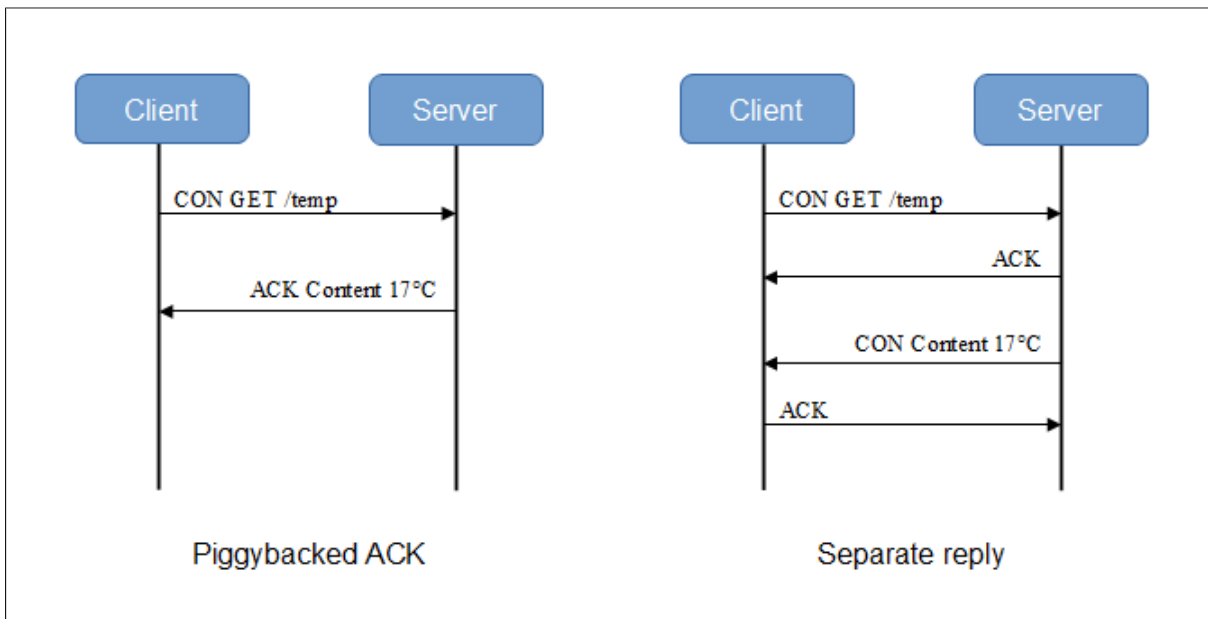 Client
Server
CON GET /temp
ACK Content 17°C
Piggybacked ACK
Client
Server
CON GET /temp
ACK
CON Content 17°C
ACK
Separate reply